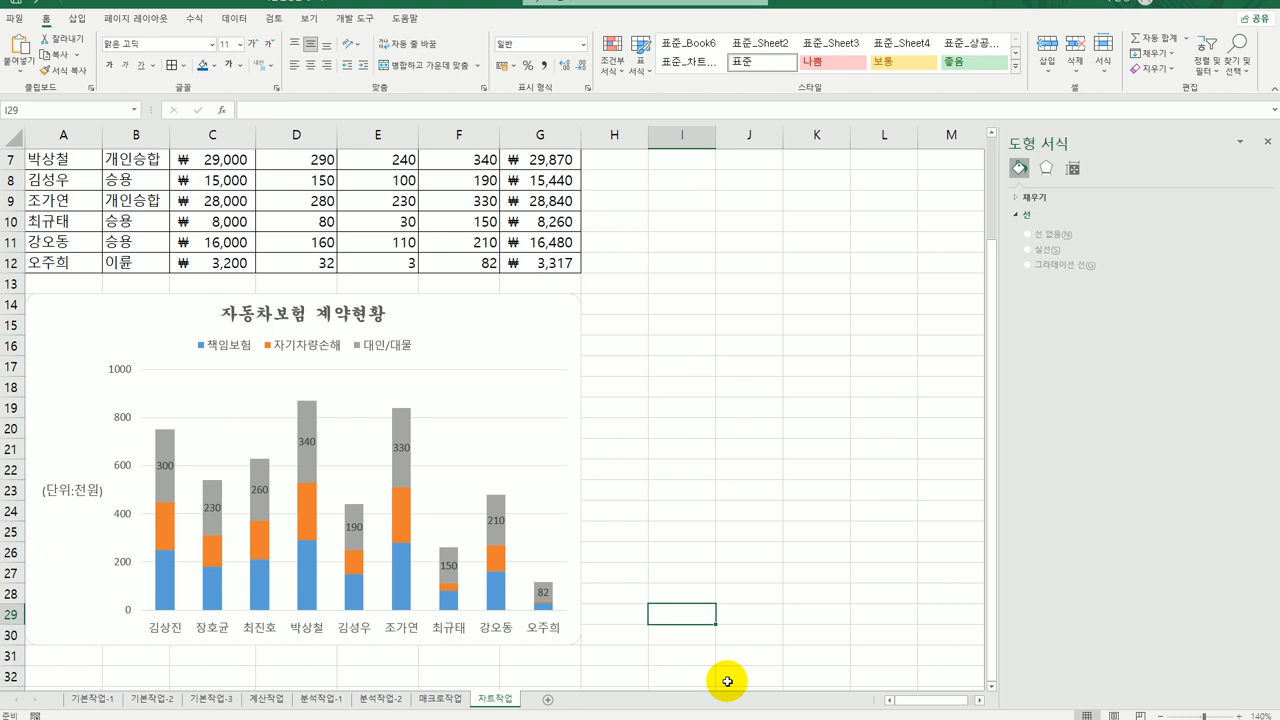 파일 홈 삽입 페이지 레이아웃 수식 데이터 검토 보기 개발 도구 도움말 공유
붙여넣기 잘라내기 복사 서식 복사
맑은 고딕 11 가 가 가
자동 줄 바꿈
병합하고 가운데 맞춤
일반
조건부 서식 표 서식
표준_Book6 표준_Sheet2 표준_Sheet3 표준_Sheet4 표준_상공...
표준_차트... 표준 나쁨 보통 좋음
삽입 삭제 서식
자동 합계 채우기 지우기
정렬 및 필터 찾기 및 선택
클립보드 글꼴 맞춤 표시 형식 스타일 셀 편집
I29 fx
A B C D E F G H I J K L M
7 박상철 개인승합 ₩ 29,000 290 240 340 ₩ 29,870
8 김성우 승용 ₩ 15,000 150 100 190 ₩ 15,440
9 조가연 개인승합 ₩ 28,000 280 230 330 ₩ 28,840
10 최규태 승용 ₩ 8,000 80 30 150 ₩ 8,260
11 강오동 승용 ₩ 16,000 160 110 210 ₩ 16,480
12 오주희 이륜 ₩ 3,200 32 3 82 ₩ 3,317
13
14
15
16
17
18
19
20
21
22
23
24
25
26
27
28
29
30
31
32
자동차보험 계약현황
책임보험 자기차량손해 대인/대물
1000
800
600
400
200
0
(단위:천원)
300 230 260 340 190 330 150 210 82
김상진 장호균 최진호 박상철 김성우 조가연 최규태 강오동 오주희
도형 서식
채우기
선
선 없음(N)
실선(S)
그라데이션 선(G)
기본작업-1 기본작업-2 기본작업-3 계산작업 분석작업-1 분석작업-2 매크로작업 차트작업
준비 140%